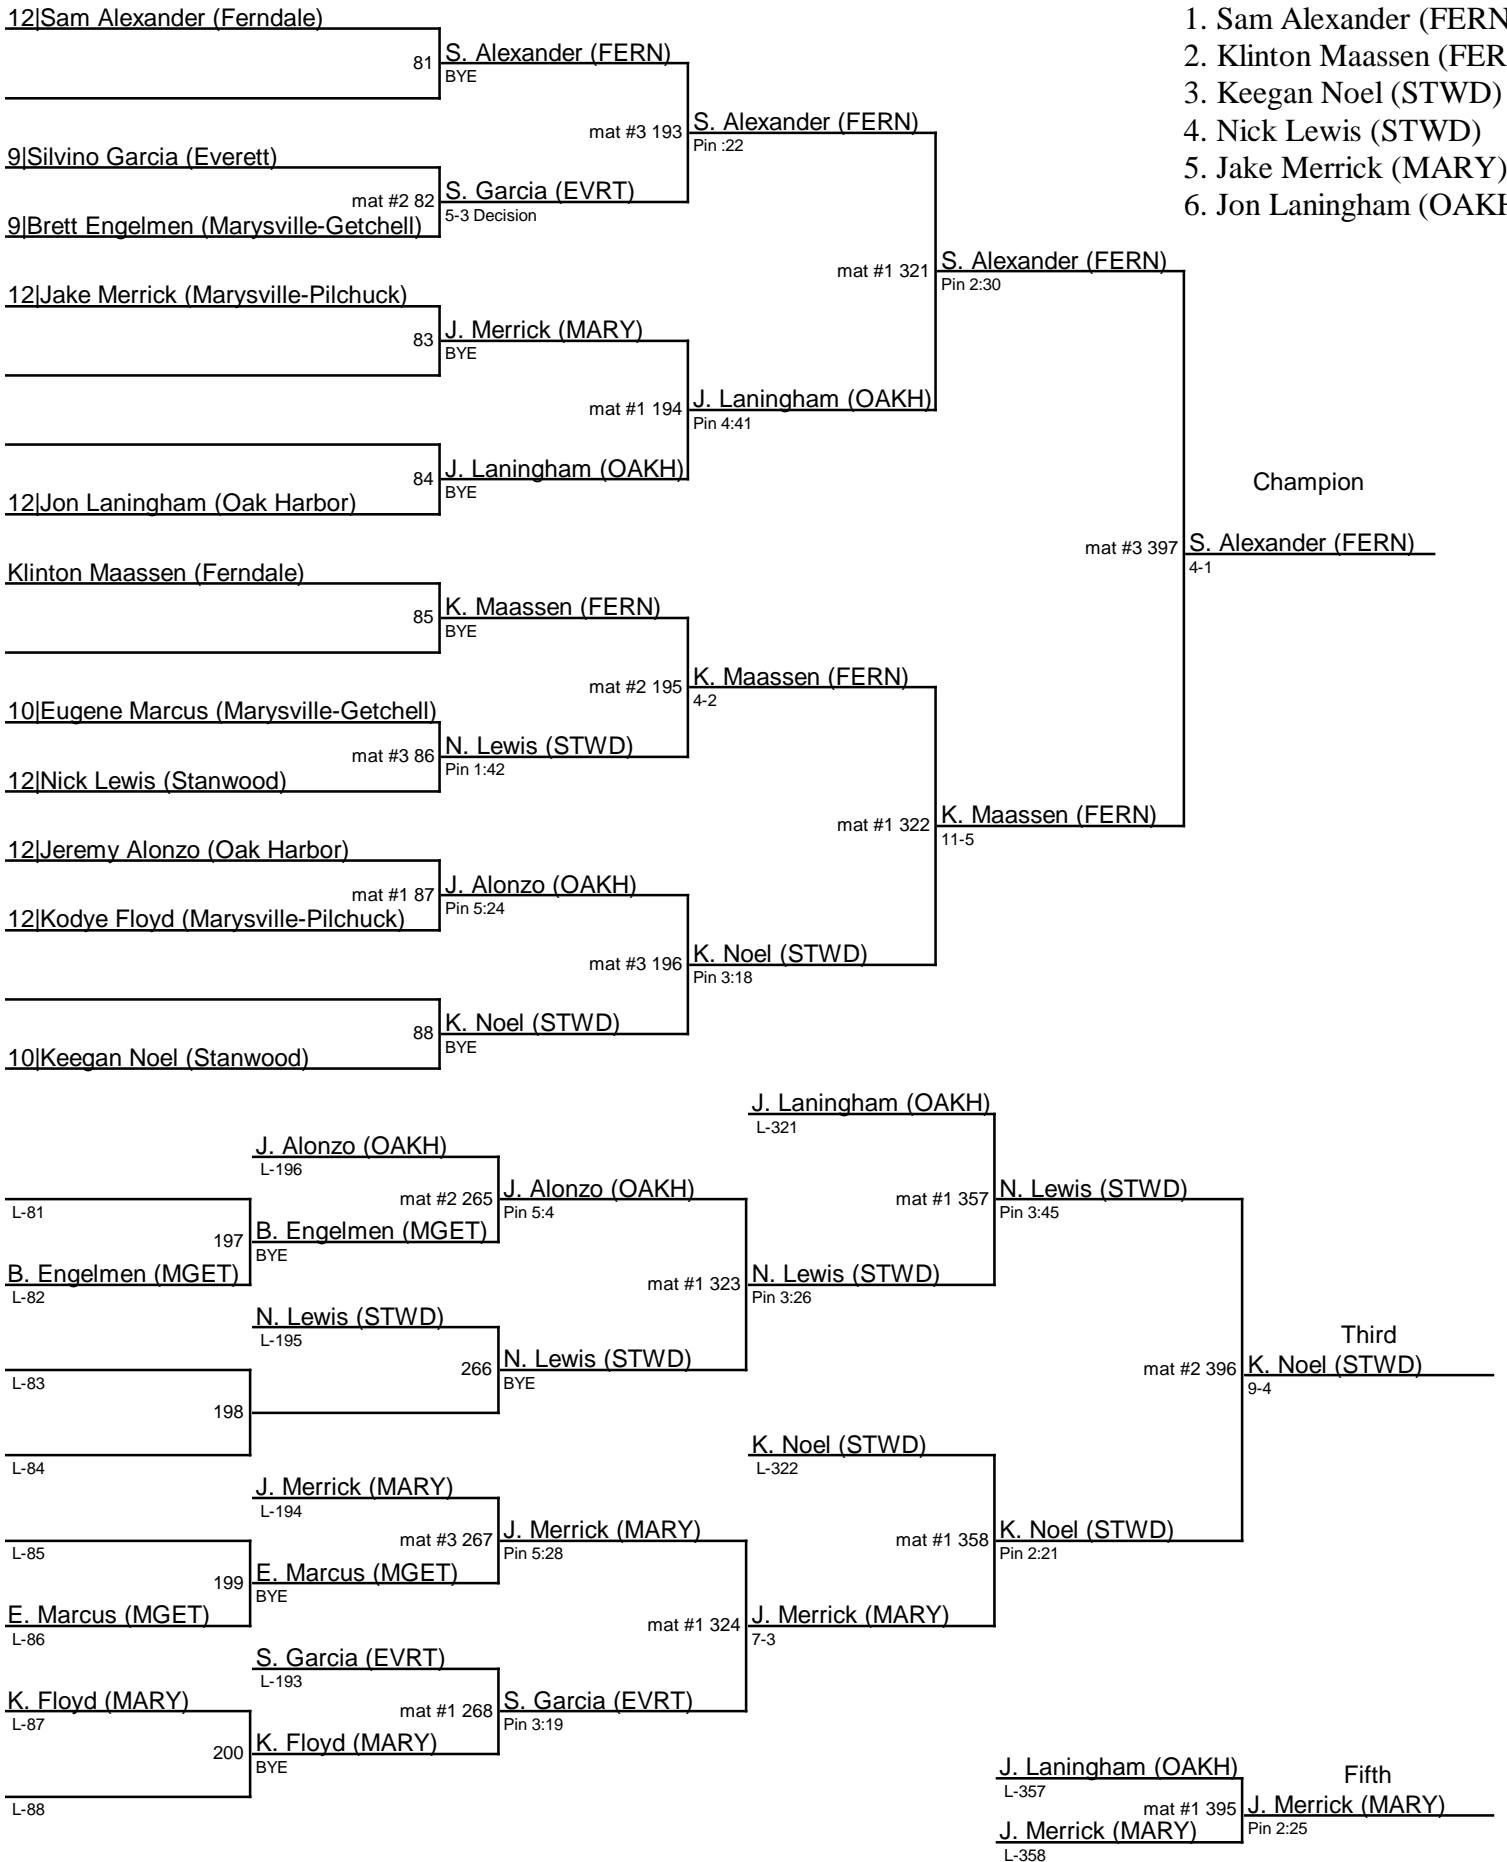 12|Sam Alexander (Ferndale)
81
S. Alexander (FERN)
BYE
mat #3 193
S. Alexander (FERN)
Pin :22
9|Silvino Garcia (Everett)
mat #2 82
S. Garcia (EVRT)
5-3 Decision
9|Brett Engelmen (Marysville-Getchell)
mat #1 321
S. Alexander (FERN)
Pin 2:30
12|Jake Merrick (Marysville-Pilchuck)
83
J. Merrick (MARY)
BYE
mat #1 194
J. Laningham (OAKH)
Pin 4:41
84
J. Laningham (OAKH)
BYE
12|Jon Laningham (Oak Harbor)
1. Sam Alexander (FERN
2. Klinton Maassen (FER
3. Keegan Noel (STWD)
4. Nick Lewis (STWD)
5. Jake Merrick (MARY)
6. Jon Laningham (OAKH
Champion
mat #3 397
S. Alexander (FERN)
4-1
Klinton Maassen (Ferndale)
85
K. Maassen (FERN)
BYE
mat #2 195
K. Maassen (FERN)
4-2
10|Eugene Marcus (Marysville-Getchell)
mat #3 86
N. Lewis (STWD)
Pin 1:42
12|Nick Lewis (Stanwood)
mat #1 322
K. Maassen (FERN)
11-5
12|Jeremy Alonzo (Oak Harbor)
mat #1 87
J. Alonzo (OAKH)
Pin 5:24
12|Kodye Floyd (Marysville-Pilchuck)
mat #3 196
K. Noel (STWD)
Pin 3:18
88
K. Noel (STWD)
BYE
10|Keegan Noel (Stanwood)
J. Laningham (OAKH)
L-321
J. Alonzo (OAKH)
L-196
mat #2 265
J. Alonzo (OAKH)
Pin 5:4
mat #1 357
N. Lewis (STWD)
Pin 3:45
L-81
197
B. Engelmen (MGET)
BYE
B. Engelmen (MGET)
L-82
mat #1 323
N. Lewis (STWD)
Pin 3:26
N. Lewis (STWD)
L-195
266
N. Lewis (STWD)
BYE
L-83
198
L-84
Third
mat #2 396
K. Noel (STWD)
9-4
K. Noel (STWD)
L-322
J. Merrick (MARY)
L-194
mat #3 267
J. Merrick (MARY)
Pin 5:28
mat #1 358
K. Noel (STWD)
Pin 2:21
L-85
199
E. Marcus (MGET)
BYE
E. Marcus (MGET)
L-86
mat #1 324
J. Merrick (MARY)
7-3
S. Garcia (EVRT)
L-193
mat #1 268
S. Garcia (EVRT)
Pin 3:19
K. Floyd (MARY)
L-87
200
K. Floyd (MARY)
BYE
L-88
J. Laningham (OAKH)
L-357
Fifth
mat #1 395
J. Merrick (MARY)
Pin 2:25
J. Merrick (MARY)
L-358